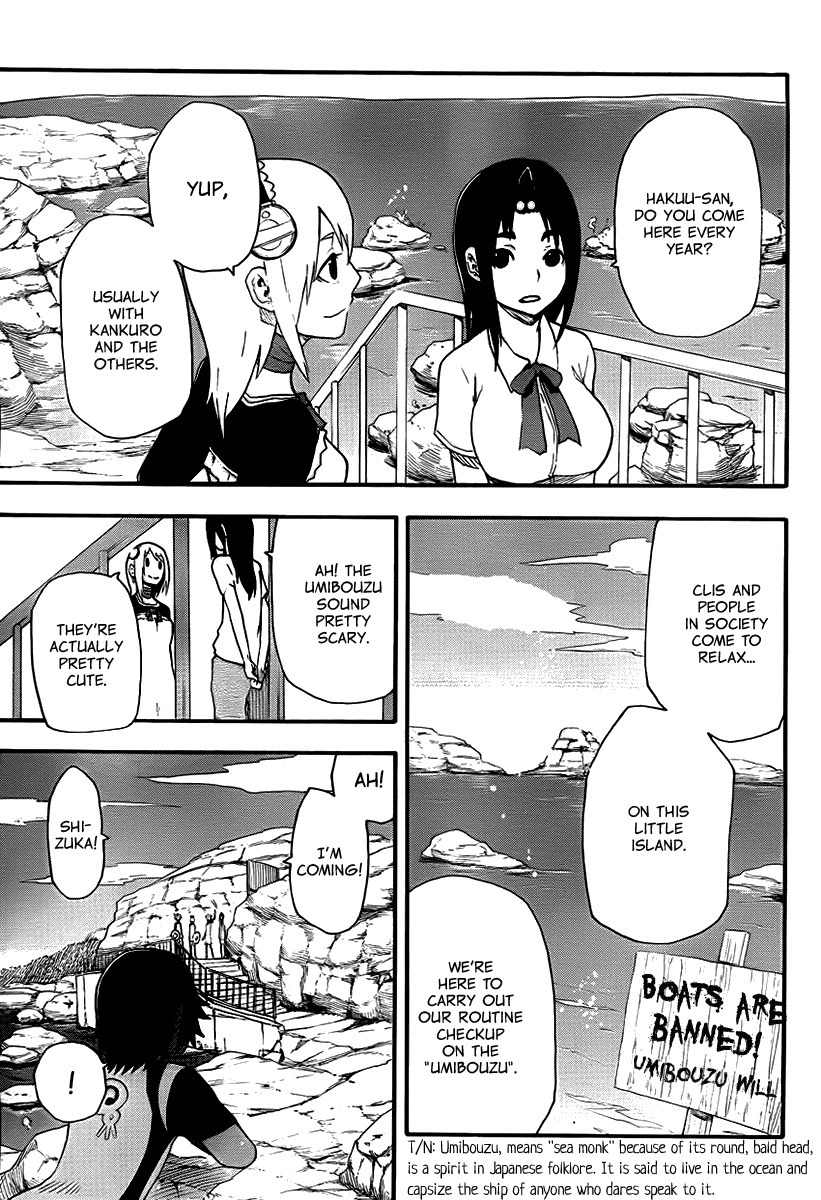 HAKUU-SAN,
DO YOU COME
HERE EVERY
YEAR?
YUP,
USUALLY
WITH
KANKURO
AND THE
OTHERS.
CLIS AND
PEOPLE
IN SOCIETY
COME TO
RELAX...
ON THIS
LITTLE
ISLAND.
WE'RE
HERE TO
CARRY OUT
OUR ROUTINE
CHECKUP
ON THE
"UMIBOUZU".
BOATS ARE
BANNED!
UMIBOUZU WILL
T/N: Umibouzu, means "sea monk" because of its round, bald head,
is a spirit in Japanese folklore. It is said to live in the ocean and
capsize the ship of anyone who dares speak to it.
AH! THE
UMIBOUZU
SOUND
PRETTY
SCARY.
THEY'RE
ACTUALLY
PRETTY
CUTE.
AH!
I'M
COMING!
SHI-
ZUKA!
!